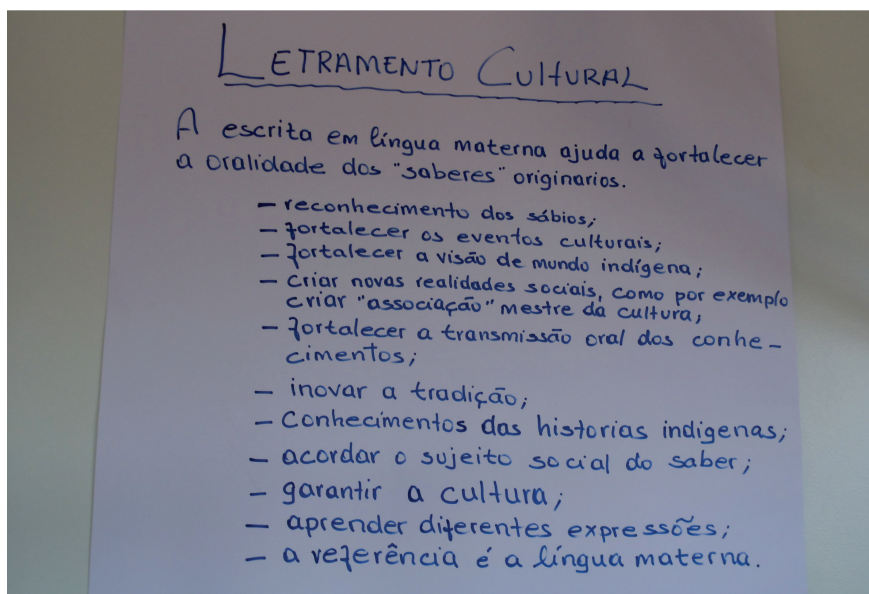 LETRAMENTO CUltURAL
A escrita em língua materna ajuda a fortalecer
a oralidade dos "saberes" originarios.
- reconhecimento dos sábios;
- fortalecer os eventos culturais;
- fortalecer a visão de mundo indígena;
- criar novas realidades sociais, como por exemplo
criar "associação" mestre da cultura;
- fortalecer a transmissão oral dos conhe-
cimentos;
- inovar a tradição;
- Conhecimentos das historias indigenas;
- acordar o sujeito social do saber;
- garantir a cultura;
- aprender diferentes expressões;
- a referência é a língua materna.